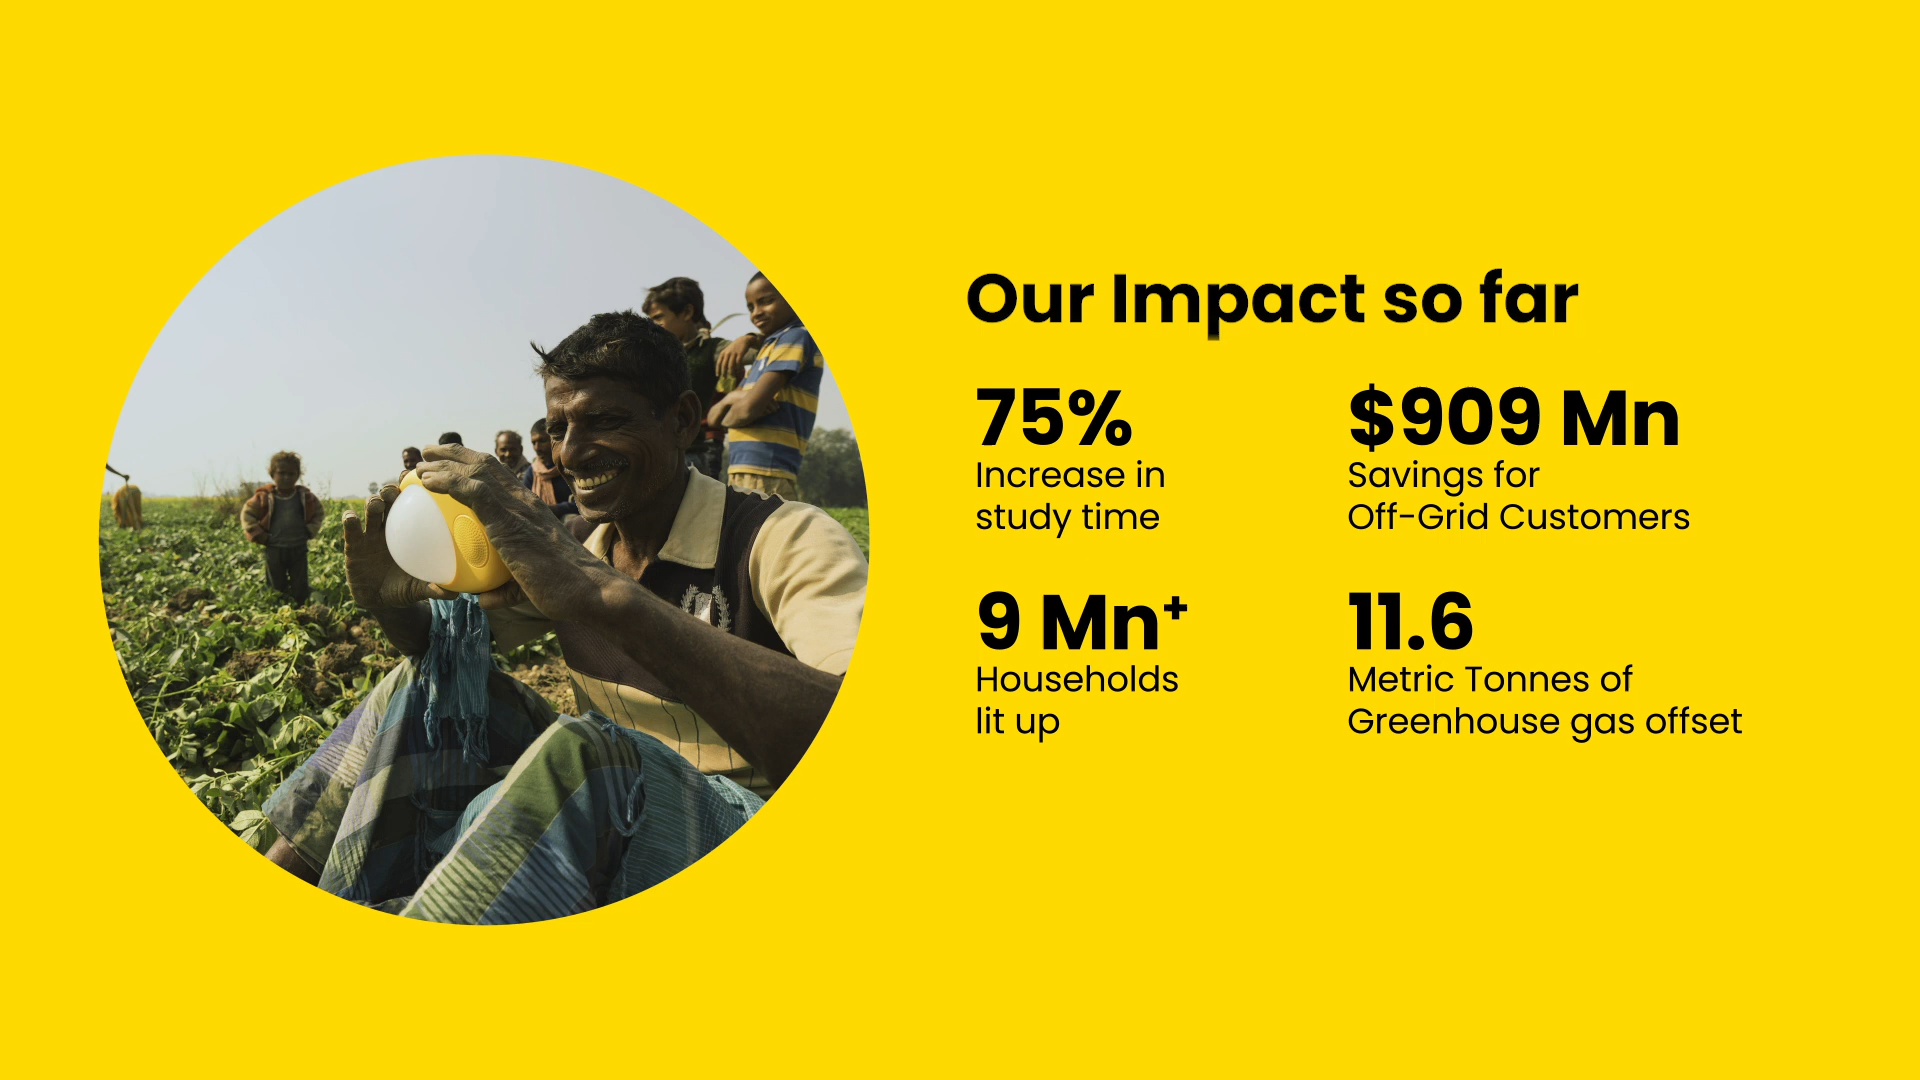 Our Impact so far
75%
Increase in
study time
$909 Mn
Savings for
Off-Grid Customers
9 Mn+
Households
lit up
11.6
Metric Tonnes of
Greenhouse gas offset